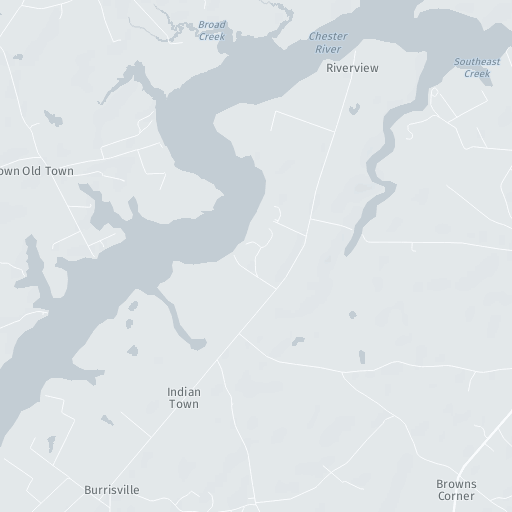 Broad
Creek
Chester
River
Riverview
Southeast
Creek
own Old Town
Indian
Town
Burrisville
Browns
Corner